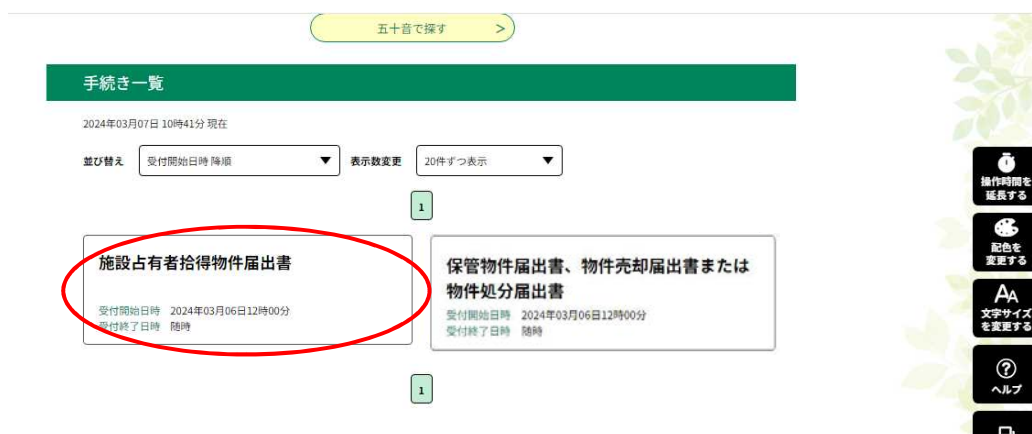 五十音で探す >
手続き一覧
2024年03月07日 10時41分 現在
並び替え 受付開始日時 降順 ▼ 表示数変更 20件ずつ表示 ▼
1
施設占有者拾得物件届出書
受付開始日時 2024年03月06日12時00分
受付終了日時 随時
保管物件届出書、物件売却届出書または
物件処分届出書
受付開始日時 2024年03月06日12時00分
受付終了日時 随時
1
操作時間を
延長する
配色を
変更する
AA
文字サイズ
を変更する
?
ヘルプ